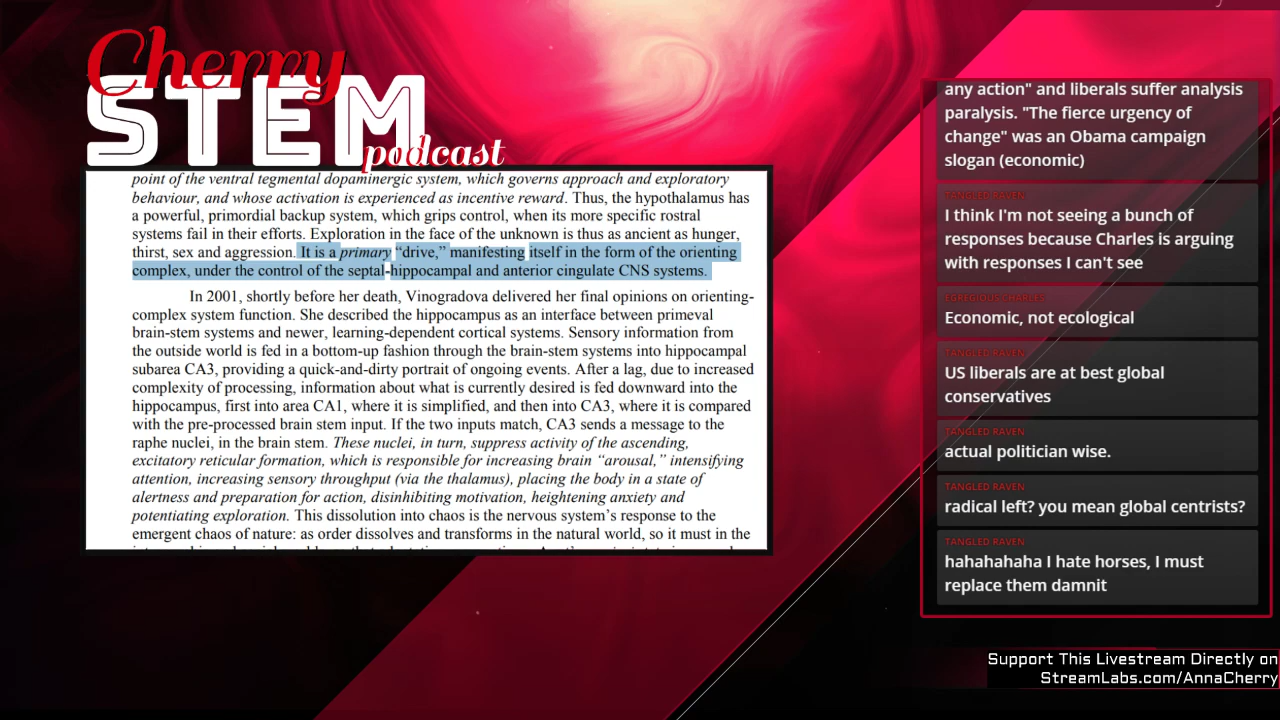 Cherry
STEM
podcast
point of the ventral tegmental dopaminergic system, which governs approach and exploratory
behaviour, and whose activation is experienced as incentive reward. Thus, the hypothalamus has
a powerful, primordial backup system, which grips control, when its more specific rostral
systems fail in their efforts. Exploration in the face of the unknown is thus as ancient as hunger,
thirst, sex and aggression. It is a primary “drive,” manifesting itself in the form of the orienting
complex, under the control of the septal-hippocampal and anterior cingulate CNS systems.
In 2001, shortly before her death, Vinogradova delivered her final opinions on orienting-
complex system function. She described the hippocampus as an interface between primeval
brain-stem systems and newer, learning-dependent cortical systems. Sensory information from
the outside world is fed in a bottom-up fashion through the brain-stem systems into hippocampal
subarea CA3, providing a quick-and-dirty portrait of ongoing events. After a lag, due to increased
complexity of processing, information about what is currently desired is fed downward into the
hippocampus, first into area CA1, where it is simplified, and then into CA3, where it is compared
with the pre-processed brain stem input. If the two inputs match, CA3 sends a message to the
raphe nuclei, in the brain stem. These nuclei, in turn, suppress activity of the ascending,
excitatory reticular formation, which is responsible for increasing brain “arousal,” intensifying
attention, increasing sensory throughput (via the thalamus), placing the body in a state of
alertness and preparation for action, disinhibiting motivation, heightening anxiety and
potentiating exploration. This dissolution into chaos is the nervous system’s response to the
emergent chaos of nature: as order dissolves and transforms in the natural world, so it must in the
any action" and liberals suffer analysis
paralysis. "The fierce urgency of
change" was an Obama campaign
slogan (economic)
TANGLED RAVEN
I think I'm not seeing a bunch of
responses because Charles is arguing
with responses I can't see
EGREGIOUS CHARLES
Economic, not ecological
TANGLED RAVEN
US liberals are at best global
conservatives
TANGLED RAVEN
actual politician wise.
TANGLED RAVEN
radical left? you mean global centrists?
TANGLED RAVEN
hahahahaha I hate horses, I must
replace them damnit
Support This Livestream Directly on
StreamLabs.com/AnnaCherry